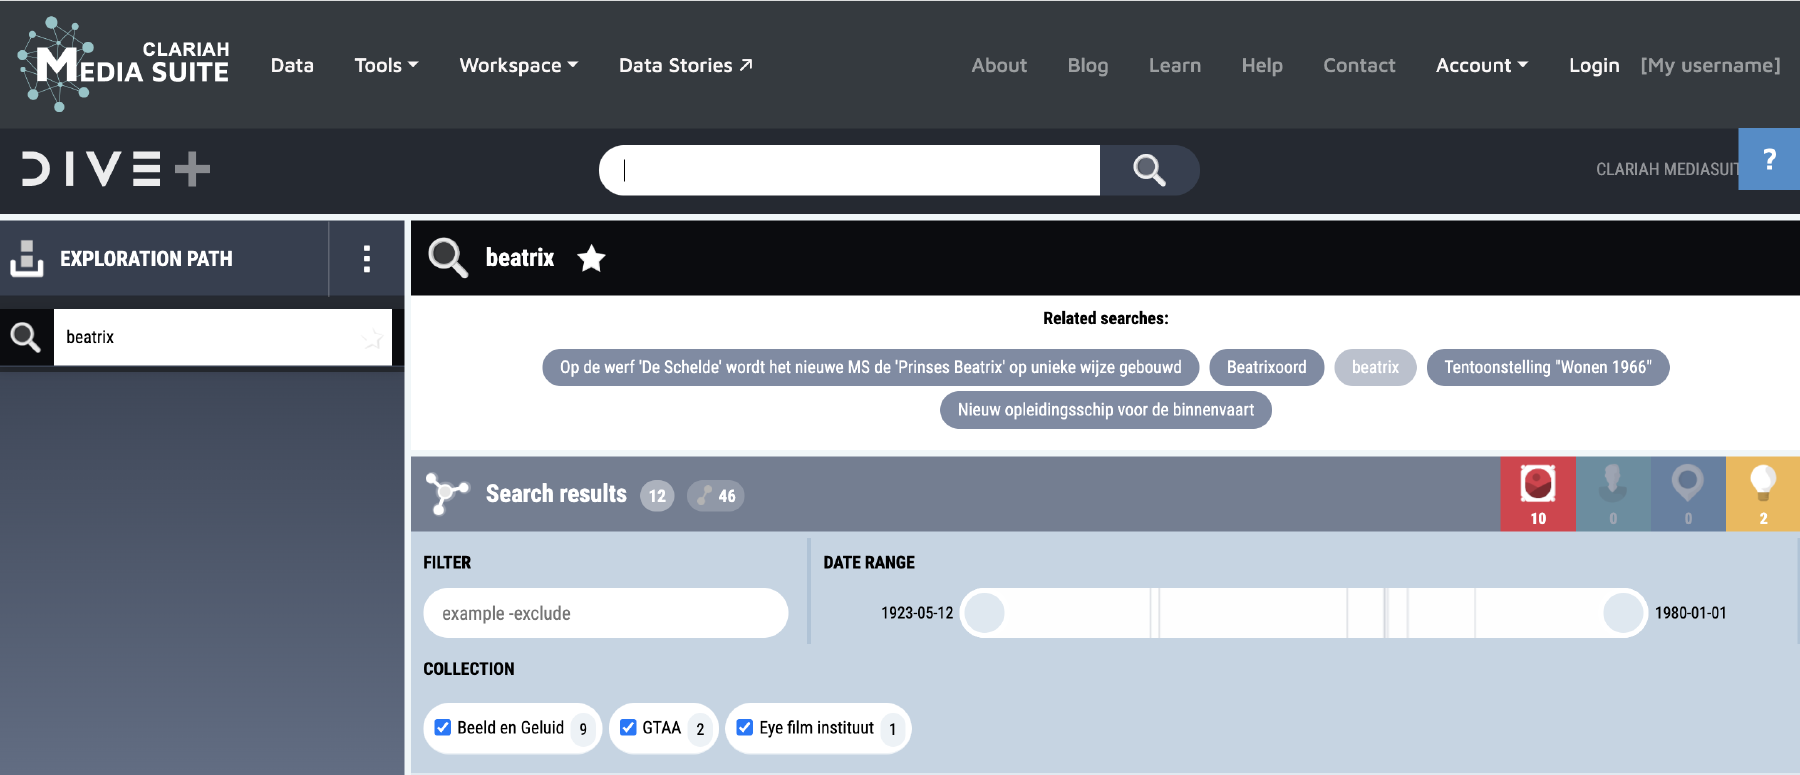 CLARIAH
MEDIA SUITE
Data
Tools
Workspace
Data Stories
About
Blog
Learn
Help
Contact
Account
Login
[My username]
DIVE+
CLARIAH MEDIASUIT
?
EXPLORATION PATH
beatrix
beatrix
Related searches:
Op de werf 'De Schelde' wordt het nieuwe MS de 'Prinses Beatrix' op unieke wijze gebouwd
Beatrixoord
beatrix
Tentoonstelling "Wonen 1966"
Nieuw opleidingsschip voor de binnenvaart
Search results 12 46
10
0
0
2
FILTER
example -exclude
DATE RANGE
1923-05-12
1980-01-01
COLLECTION
Beeld en Geluid 9
GTAA 2
Eye film instituut 1